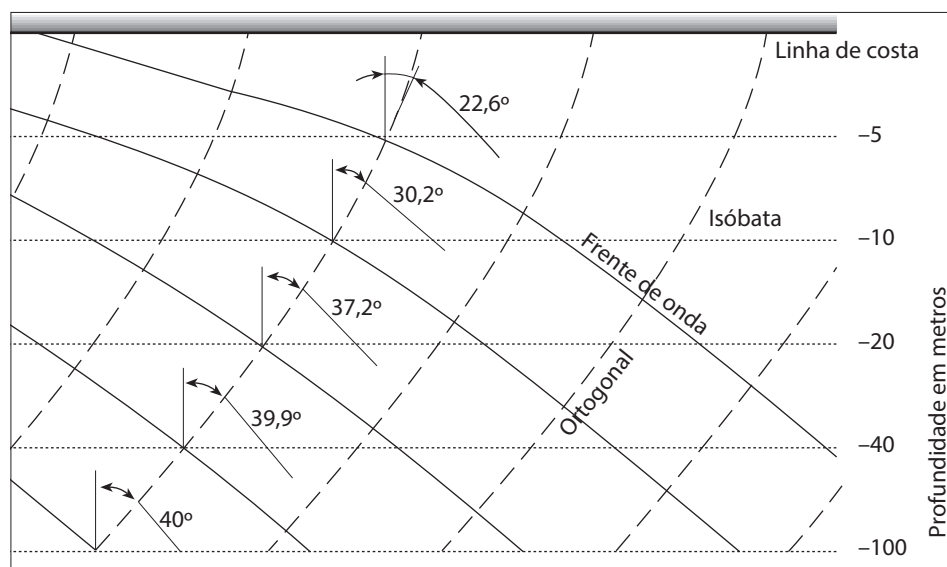 Linha de costa
22,6º
–5
30,2º
Isóbata
–10
Frente de onda
37,2º
–20
Ortogonal
39,9º
–40
40º
–100
Profundidade em metros